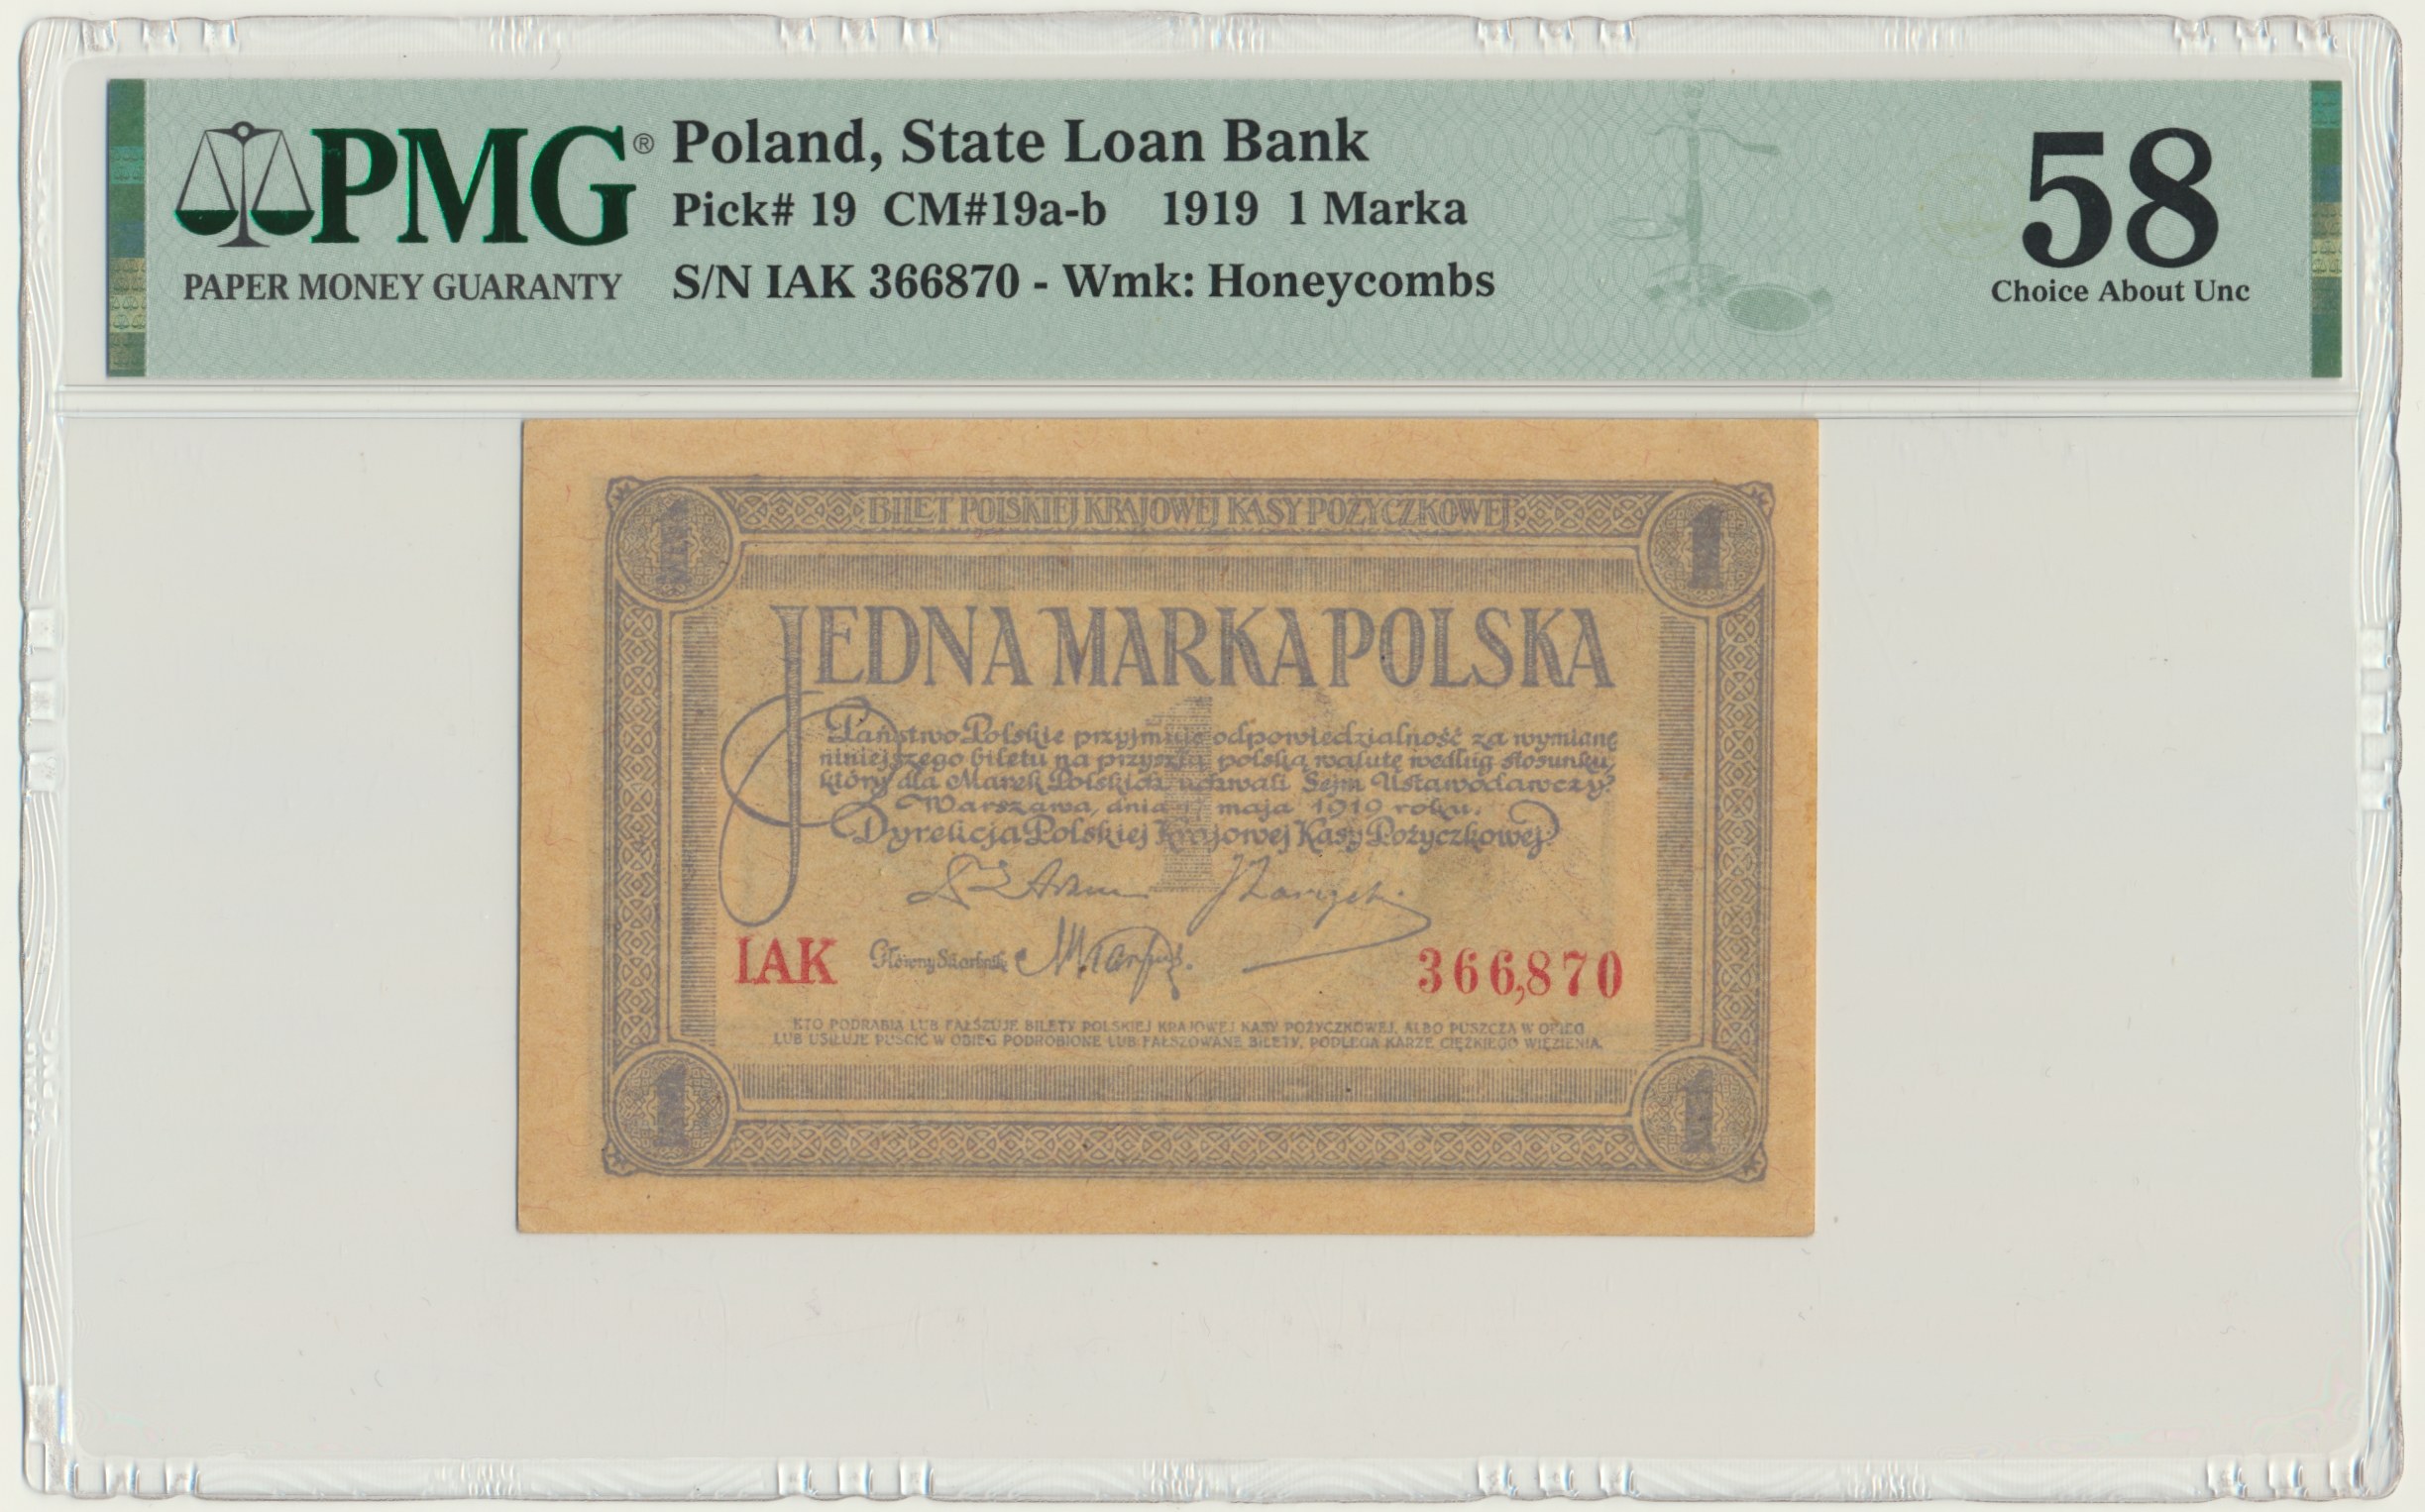 PMG®
PAPER MONEY GUARANTY
Poland, State Loan Bank
Pick# 19 CM#19a-b 1919 1 Marka
S/N IAK 366870 - Wmk: Honeycombs
58
Choice About Unc
BILET POLSKIEJ KRAJOWEJ KASY POŻYCZKOWEJ
1
1
JEDNA MARKA POLSKA
1
Państwo Polskie przyjmuje odpowiedzialność za wymianę
niniejszego biletu na przyszłą polską walutę według stosunku,
który dla Marek Polskich uchwali Sejm Ustawodawczy.
Warszawa, dnia maja 1919 roku.
Dyrekcja Polskiej Krajowej Kasy Pożyczkowej
IAK Główny Skarbnik 366,870
KTO PODRABIA LUB FAŁSZUJE BILETY POLSKIEJ KRAJOWEJ KASY POŻYCZKOWEJ, ALBO PUSZCZA W OBIEG
LUB USIŁUJE PUŚCIĆ W OBIEG PODROBIONE LUB FAŁSZOWANE BILETY, PODLEGA KARZE CIĘŻKIEGO WIĘZIENIA.
1
1